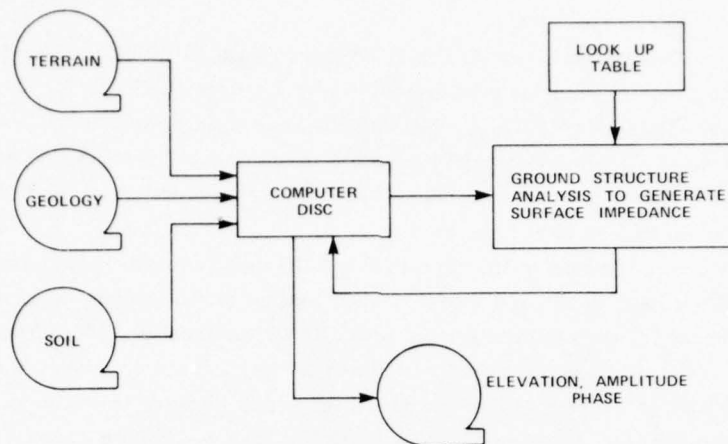 TERRAIN
LOOK UP
TABLE
GEOLOGY
COMPUTER
DISC
GROUND STRUCTURE
ANALYSIS TO GENERATE
SURFACE IMPEDANCE
SOIL
ELEVATION, AMPLITUDE
PHASE